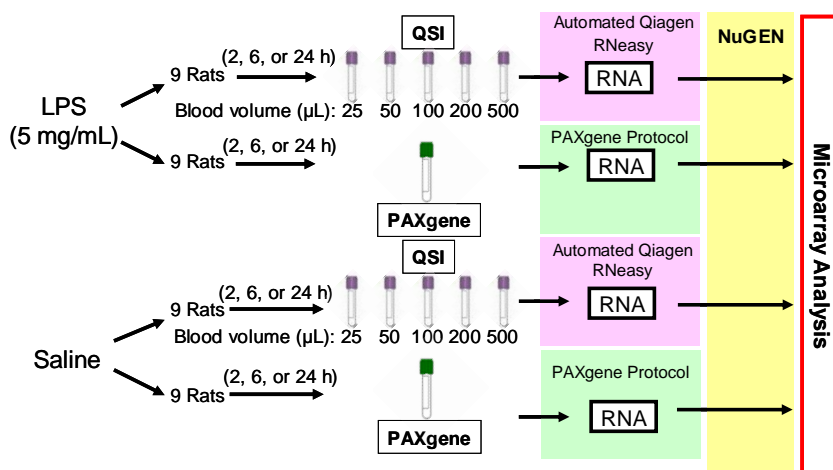 QSI
Automated Qiagen
RNeasy
NuGEN
(2, 6, or 24 h)
9 Rats
RNA
LPS
(5 mg/mL)
Blood volume (µL): 25 50 100 200 500
9 Rats
(2, 6, or 24 h)
PAXgene Protocol
RNA
PAXgene
Microarray Analysis
QSI
Automated Qiagen
RNeasy
(2, 6, or 24 h)
9 Rats
RNA
Blood volume (µL): 25 50 100 200 500
Saline
(2, 6, or 24 h)
9 Rats
PAXgene Protocol
RNA
PAXgene